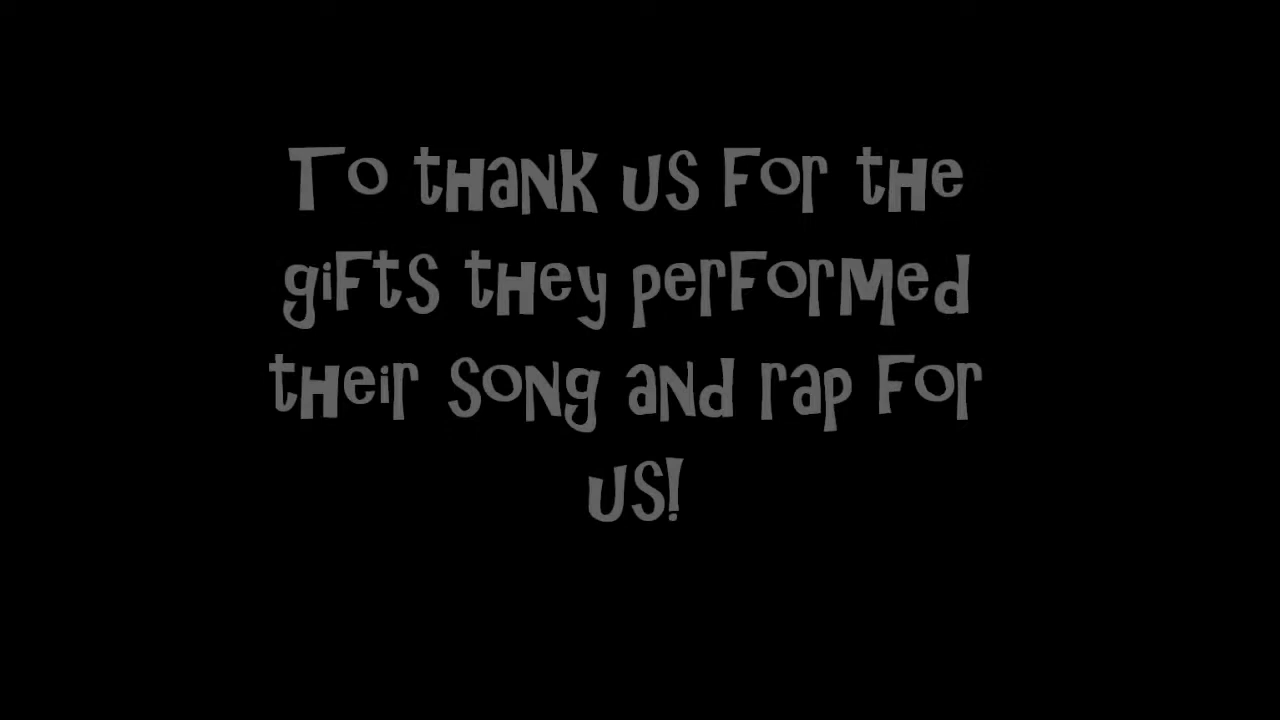 To thank us for the
gifts they performed
their song and rap for
us!